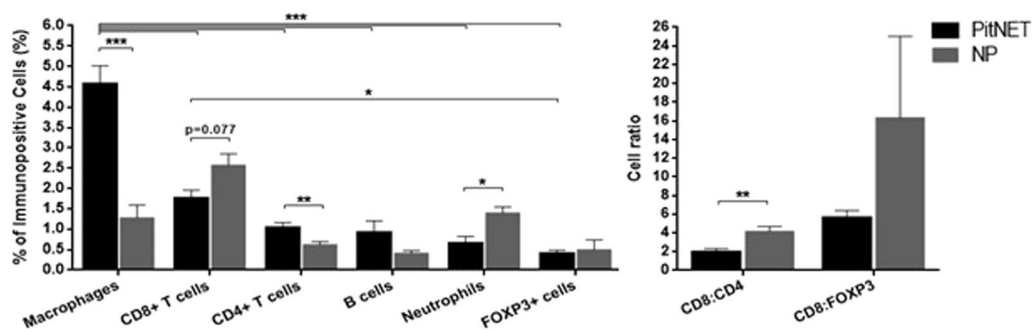 % of Immunopositive Cells (%)
6.0
5.5
5.0
4.5
4.0
3.5
3.0
2.5
2.0
1.5
1.0
0.5
0.0
***
***
*
p=0.077
**
*
Macrophages
CD8+ T cells
CD4+ T cells
B cells
Neutrophils
FOXP3+ cells
Cell ratio
26
24
22
20
18
16
14
12
10
8
6
4
2
0
**
CD8:CD4
CD8:FOXP3
PitNET
NP